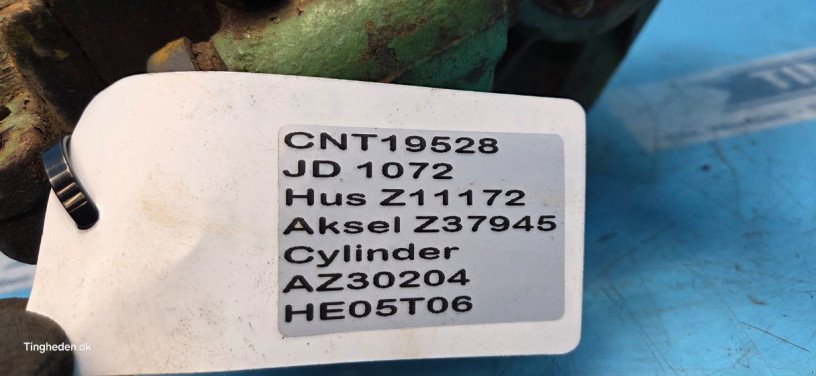 CNT19528
JD 1072
Hus Z11172
Aksel Z37945
Cylinder
AZ30204
HE05T06
Tingheden.dk